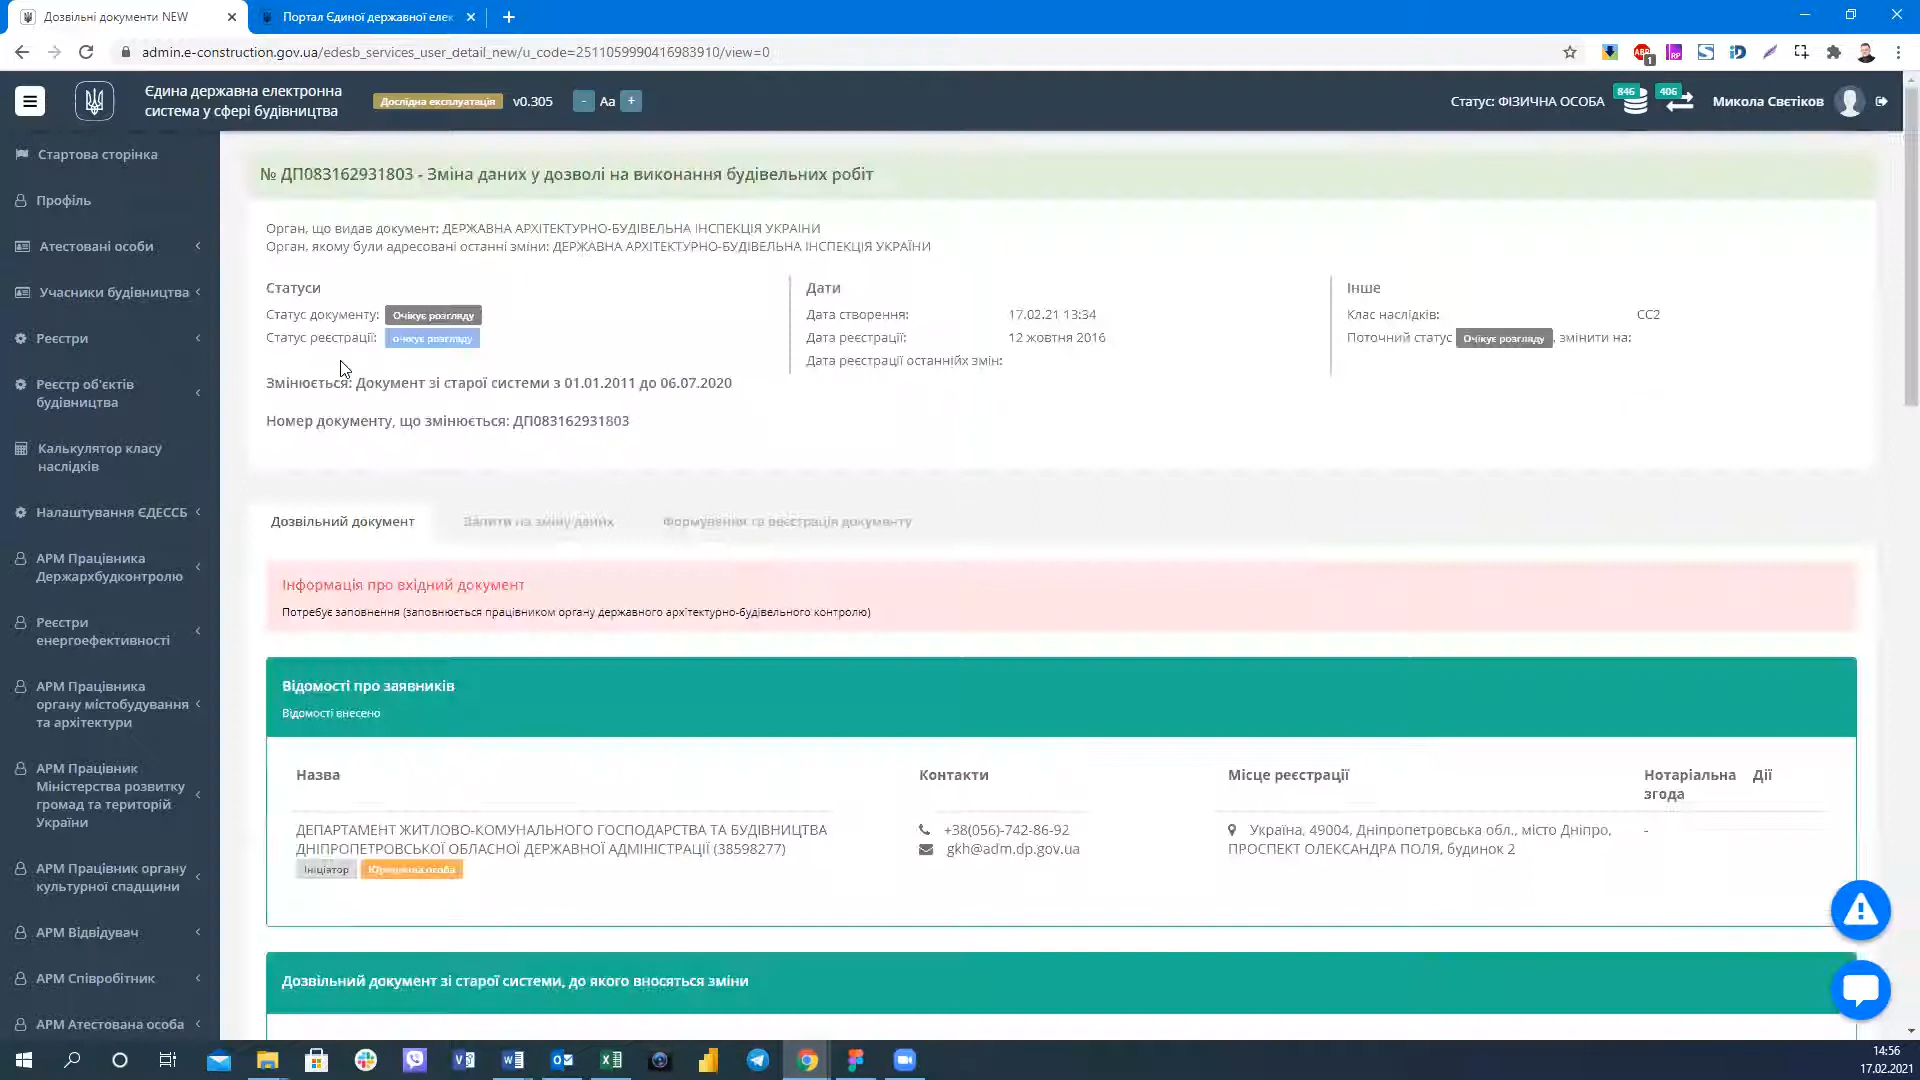 Дозвільні документи NEW
Портал Єдиної державної елек
admin.e-construction.gov.ua/edesb_services_user_detail_new/u_code=2511059990416983910/view=0
Єдина державна електронна
система у сфері будівництва
Дослідна експлуатація
v0.305
- Aa +
Статус: ФІЗИЧНА ОСОБА
846
406
Микола Свєтіков
Стартова сторінка
Профіль
Атестовані особи
Учасники будівництва
Реєстри
Реєстр об'єктів
будівництва
Калькулятор класу
наслідків
Налаштування ЄДЕССБ
АРМ Працівника
Держархбудконтролю
Реєстри
енергоефективності
АРМ Працівника
органу містобудування
та архітектури
АРМ Працівник
Міністерства розвитку
громад та територій
України
АРМ Працівник органу
культурної спадщини
АРМ Відвідувач
АРМ Співробітник
АРМ Атестована особа
№ ДП083162931803 - Зміна даних у дозволі на виконання будівельних робіт
Орган, що видав документ: ДЕРЖАВНА АРХІТЕКТУРНО-БУДІВЕЛЬНА ІНСПЕКЦІЯ УКРАЇНИ
Орган, якому були адресовані останні зміни: ДЕРЖАВНА АРХІТЕКТУРНО-БУДІВЕЛЬНА ІНСПЕКЦІЯ УКРАЇНИ
Статуси
Статус документу: Очікує розгляду
Статус реєстрації: очікує розгляду
Змінюється: Документ зі старої системи з 01.01.2011 до 06.07.2020
Номер документу, що змінюється: ДП083162931803
Дати
Дата створення: 17.02.21 13:34
Дата реєстрації: 12 жовтня 2016
Дата реєстрації останнійх змін:
Інше
Клас наслідків: СС2
Поточний статус Очікує розгляду , змінити на:
Дозвільний документ
Запити на зміну даних
Формування та реєстрація документу
Інформація про вхідний документ
Потребує заповнення (заповнюється працівником органу державного архітектурно-будівельного контролю)
Відомості про заявників
Відомості внесено
Назва
Контакти
Місце реєстрації
Нотаріальна
згода
Дії
ДЕПАРТАМЕНТ ЖИТЛОВО-КОМУНАЛЬНОГО ГОСПОДАРСТВА ТА БУДІВНИЦТВА
ДНІПРОПЕТРОВСЬКОЇ ОБЛАСНОЇ ДЕРЖАВНОЇ АДМІНІСТРАЦІЇ (38598277)
Ініціатор
Юридична особа
+38(056)-742-86-92
gkh@adm.dp.gov.ua
Україна, 49004, Дніпропетровська обл., місто Дніпро,
ПРОСПЕКТ ОЛЕКСАНДРА ПОЛЯ, будинок 2
-
Дозвільний документ зі старої системи, до якого вносяться зміни
14:56
17.02.2021